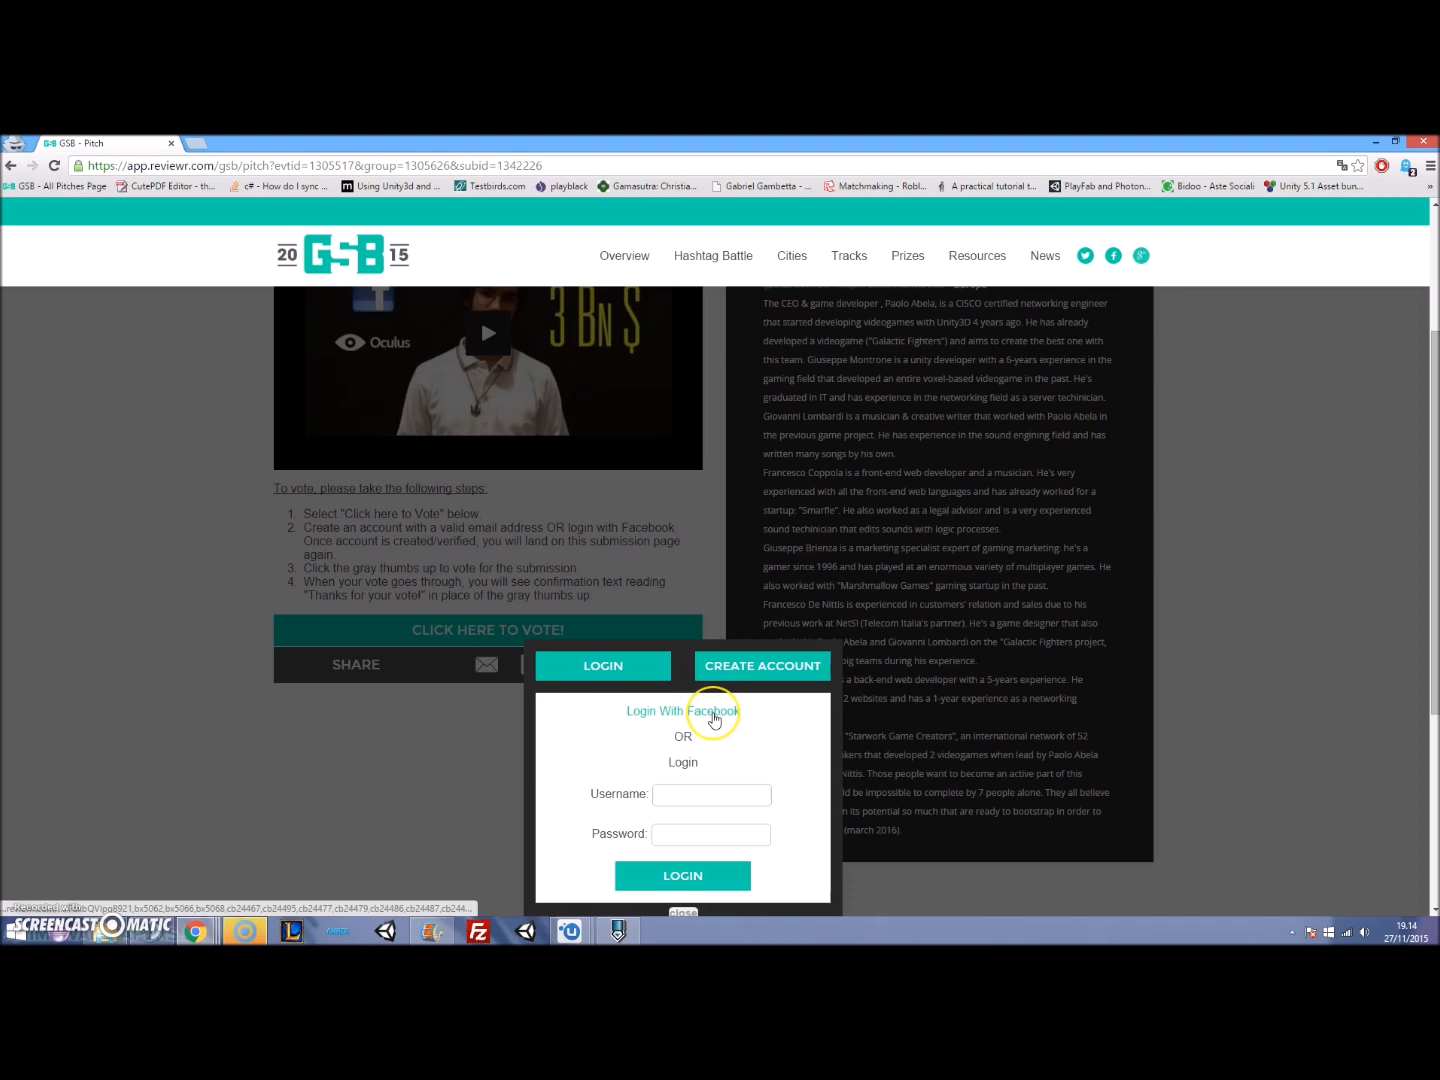 GSB - Pitch
https://app.reviewr.com/gsb/pitch?evtid=1305517&group=1305626&subid=1342226
GSB - All Pitches Page
CutePDF Editor - th...
c# - How do I sync ...
Using Unity3d and ...
Testbirds.com
playblack
Gamasutra: Christia...
Gabriel Gambetta - ...
Matchmaking - Robl...
A practical tutorial t...
PlayFab and Photon...
Bidoo - Aste Sociali
Unity 5.1 Asset bun...
20 GSB 15
Overview
Hashtag Battle
Cities
Tracks
Prizes
Resources
News
3 Bn $
Oculus
The CEO & game developer , Paolo Abela, is a CISCO certified networking engineer
that started developing videogames with Unity3D 4 years ago. He has already
developed a videogame ("Galactic Fighters") and aims to create the best one with
this team. Giuseppe Montrone is a unity developer with a 6-years experience in the
gaming field that developed an entire voxel-based videogame in the past. He's
graduated in IT and has experience in the networking field as a server techinician.
Giovanni Lombardi is a musician & creative writer that worked with Paolo Abela in
the previous game project. He has experience in the sound engining field and has
written many songs by his own.
Francesco Coppola is a front-end web developer and a musician. He's very
experienced with all the front-end web languages and has already worked for a
startup: "Smarfle". He also worked as a legal advisor and is a very experienced
sound techinician that edits sounds with logic processes.
Giuseppe Brienza is a marketing specialist expert of gaming marketing: he's a
gamer since 1996 and has played at an enormous variety of multiplayer games. He
also worked with "Marshmallow Games" gaming startup in the past.
Francesco De Nittis is experienced in customers' relation and sales due to his
previous work at NetSI (Telecom Italia's partner). He's a game designer that also
Abela and Giovanni Lombardi on the "Galactic Fighters project,
big teams during his experience.
a back-end web developer with a 5-years experience. He
2 websites and has a 1-year experience as a networking
"Starwork Game Creators", an international network of 52
kers that developed 2 videogames when lead by Paolo Abela
Nittis. Those people want to become an active part of this
ld be impossible to complete by 7 people alone. They all believe
n its potential so much that are ready to bootstrap in order to
(march 2016).
To vote, please take the following steps:
1. Select "Click here to Vote" below.
2. Create an account with a valid email address OR login with Facebook.
Once account is created/verified, you will land on this submission page
again.
3. Click the gray thumbs up to vote for the submission.
4. When your vote goes through, you will see confirmation text reading
"Thanks for your vote!" in place of the gray thumbs up.
CLICK HERE TO VOTE!
SHARE
LOGIN
CREATE ACCOUNT
Login With Facebook
OR
Login
Username:
Password:
LOGIN
close
Recorded with
SCREENCAST MATIC
19.14
27/11/2015